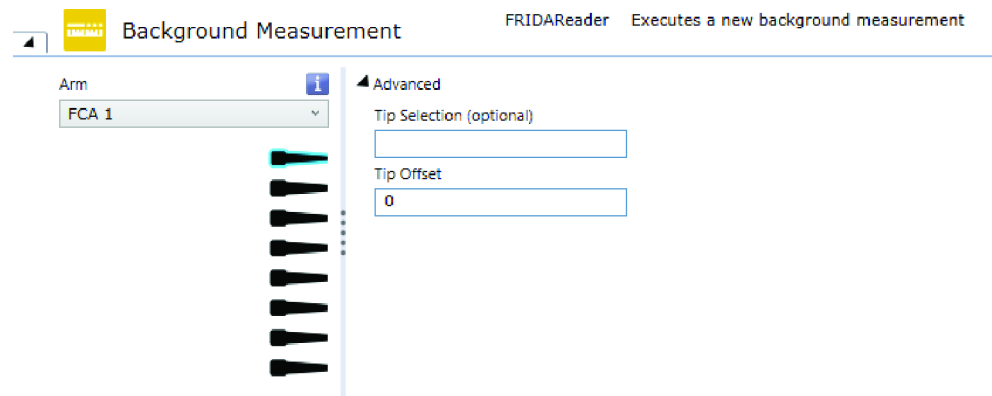 Background Measurement
FRIDAReader Executes a new background measurement
Arm
i
FCA 1
Advanced
Tip Selection (optional)
Tip Offset
0